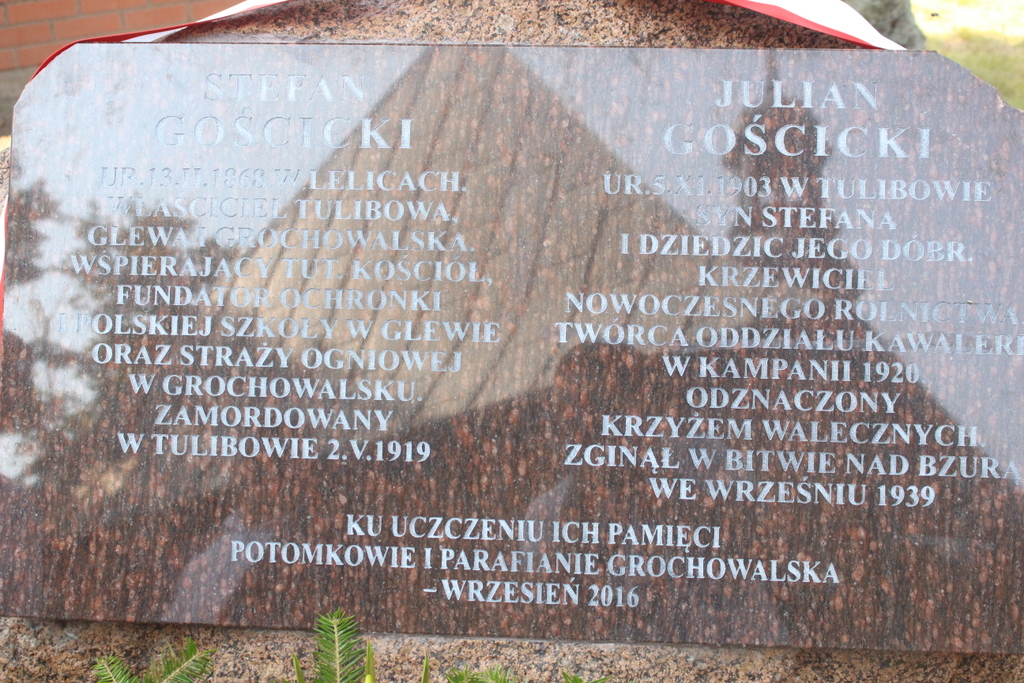 STEFAN
GOŚCICKI
UR.13.II.1868 W LELICACH.
WŁAŚCICIEL TULIBOWA,
GLEWA I GROCHOWALSKA.
WSPIERAJĄCY TUT. KOŚCIÓŁ,
FUNDATOR OCHRONKI
I POLSKIEJ SZKOŁY W GLEWIE
ORAZ STRAŻY OGNIOWEJ
W GROCHOWALSKU.
ZAMORDOWANY
W TULIBOWIE 2.V.1919
JULIAN
GOŚCICKI
UR.5.XI.1903 W TULIBOWIE
SYN STEFANA
I DZIEDZIC JEGO DÓBR.
KRZEWICIEL
NOWOCZESNEGO ROLNICTWA
TWÓRCA ODDZIAŁU KAWALERI
W KAMPANII 1920
ODZNACZONY
KRZYŻEM WALECZNYCH
ZGINĄŁ W BITWIE NAD BZURĄ
WE WRZEŚNIU 1939
KU UCZCZENIU ICH PAMIĘCI
POTOMKOWIE I PARAFIANIE GROCHOWALSKA
– WRZESIEŃ 2016